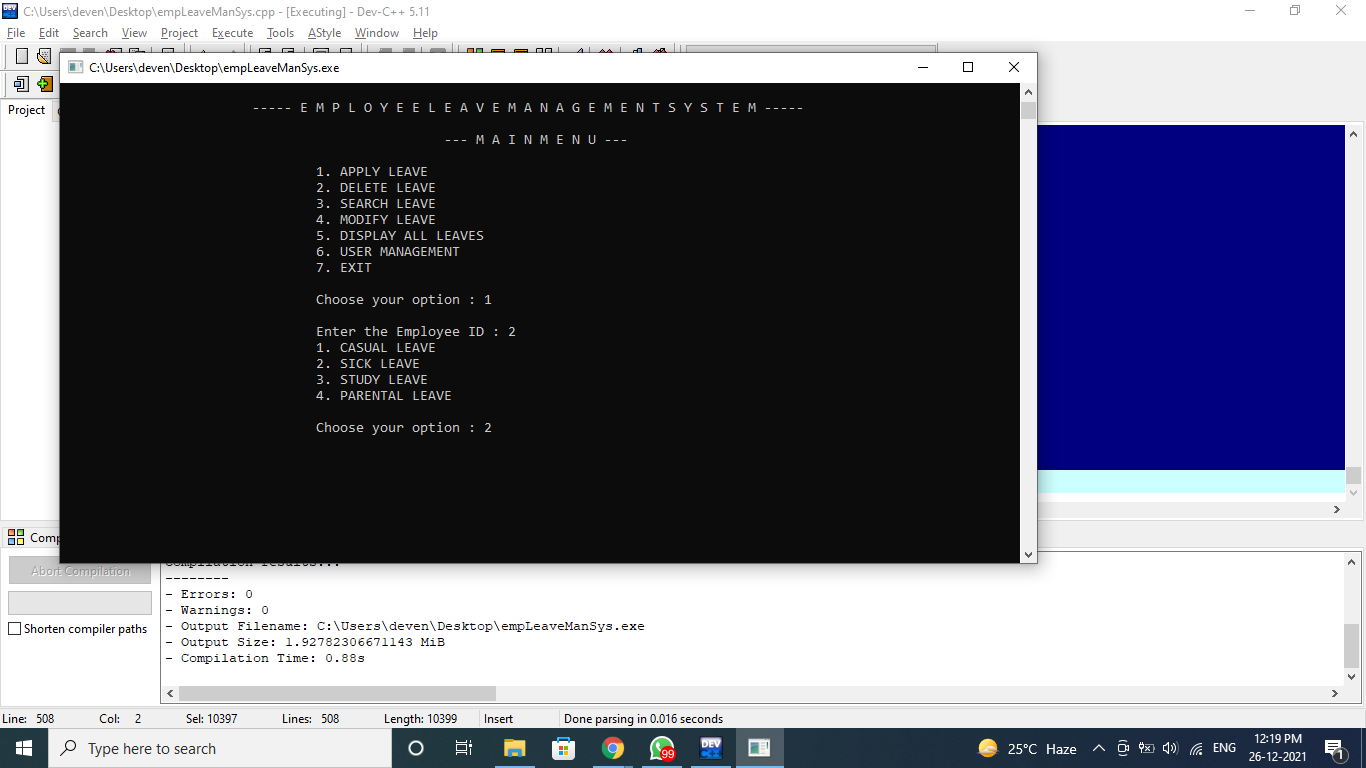 C:\Users\deven\Desktop\empLeaveManSys.cpp - [Executing] - Dev-C++ 5.11
File Edit Search View Project Execute Tools AStyle Window Help
C:\Users\deven\Desktop\empLeaveManSys.exe
Project
----- E M P L O Y E E L E A V E M A N A G E M E N T S Y S T E M -----
--- M A I N M E N U ---
1. APPLY LEAVE
2. DELETE LEAVE
3. SEARCH LEAVE
4. MODIFY LEAVE
5. DISPLAY ALL LEAVES
6. USER MANAGEMENT
7. EXIT
Choose your option : 1
Enter the Employee ID : 2
1. CASUAL LEAVE
2. SICK LEAVE
3. STUDY LEAVE
4. PARENTAL LEAVE
Choose your option : 2
Comp
Abort Compilation
Shorten compiler paths
Compilation results...
--------
- Errors: 0
- Warnings: 0
- Output Filename: C:\Users\deven\Desktop\empLeaveManSys.exe
- Output Size: 1.92782306671143 MiB
- Compilation Time: 0.88s
Line: 508 Col: 2 Sel: 10397 Lines: 508 Length: 10399 Insert Done parsing in 0.016 seconds
Type here to search
99
DEV
25°C Haze
ENG
12:19 PM
26-12-2021
1